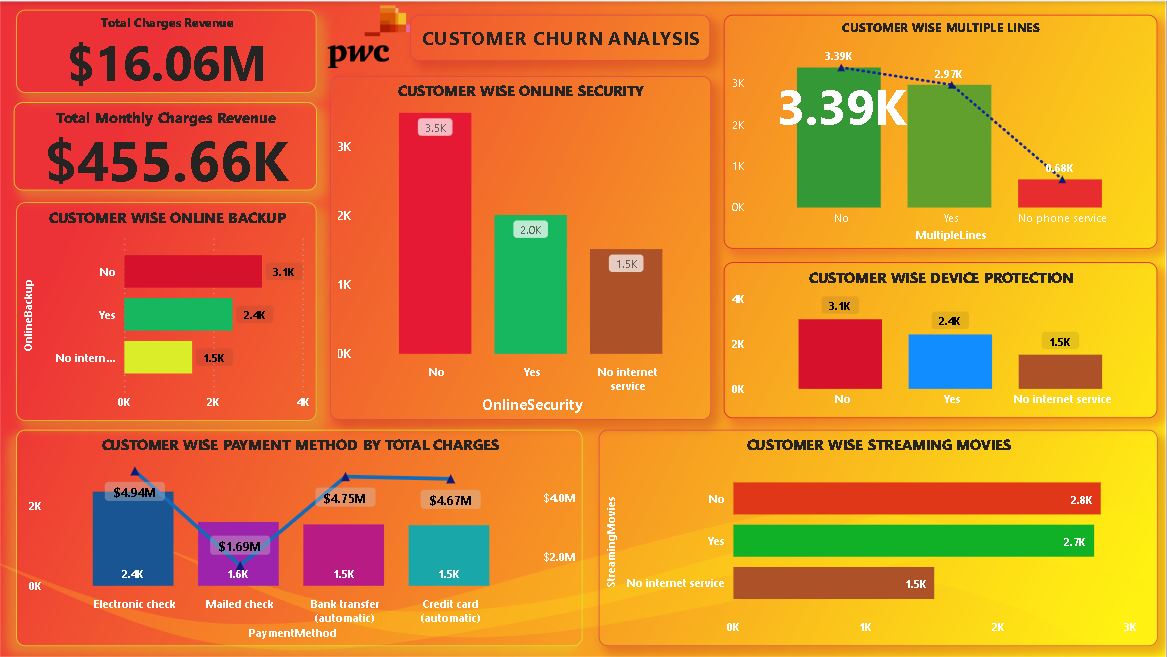 Total Charges Revenue
$16.06M
Total Monthly Charges Revenue
$455.66K
pwc
CUSTOMER CHURN ANALYSIS
CUSTOMER WISE ONLINE BACKUP
OnlineBackup
No
3.1K
Yes
2.4K
No intern...
1.5K
0K 2K 4K
CUSTOMER WISE ONLINE SECURITY
3K
2K
1K
0K
3.5K
2.0K
1.5K
No Yes No internet
service
OnlineSecurity
CUSTOMER WISE MULTIPLE LINES
3K
2K
1K
0K
3.39K
2.97K
0.68K
3.39K
No Yes No phone service
MultipleLines
CUSTOMER WISE DEVICE PROTECTION
4K
2K
0K
3.1K
2.4K
1.5K
No Yes No internet service
CUSTOMER WISE PAYMENT METHOD BY TOTAL CHARGES
2K
0K
$4.94M
$1.69M
$4.75M
$4.67M
$4.0M
$2.0M
2.4K 1.6K 1.5K 1.5K
Electronic check Mailed check Bank transfer Credit card
(automatic) (automatic)
PaymentMethod
CUSTOMER WISE STREAMING MOVIES
StreamingMovies
No
2.8K
Yes
2.7K
No internet service
1.5K
0K 1K 2K 3K